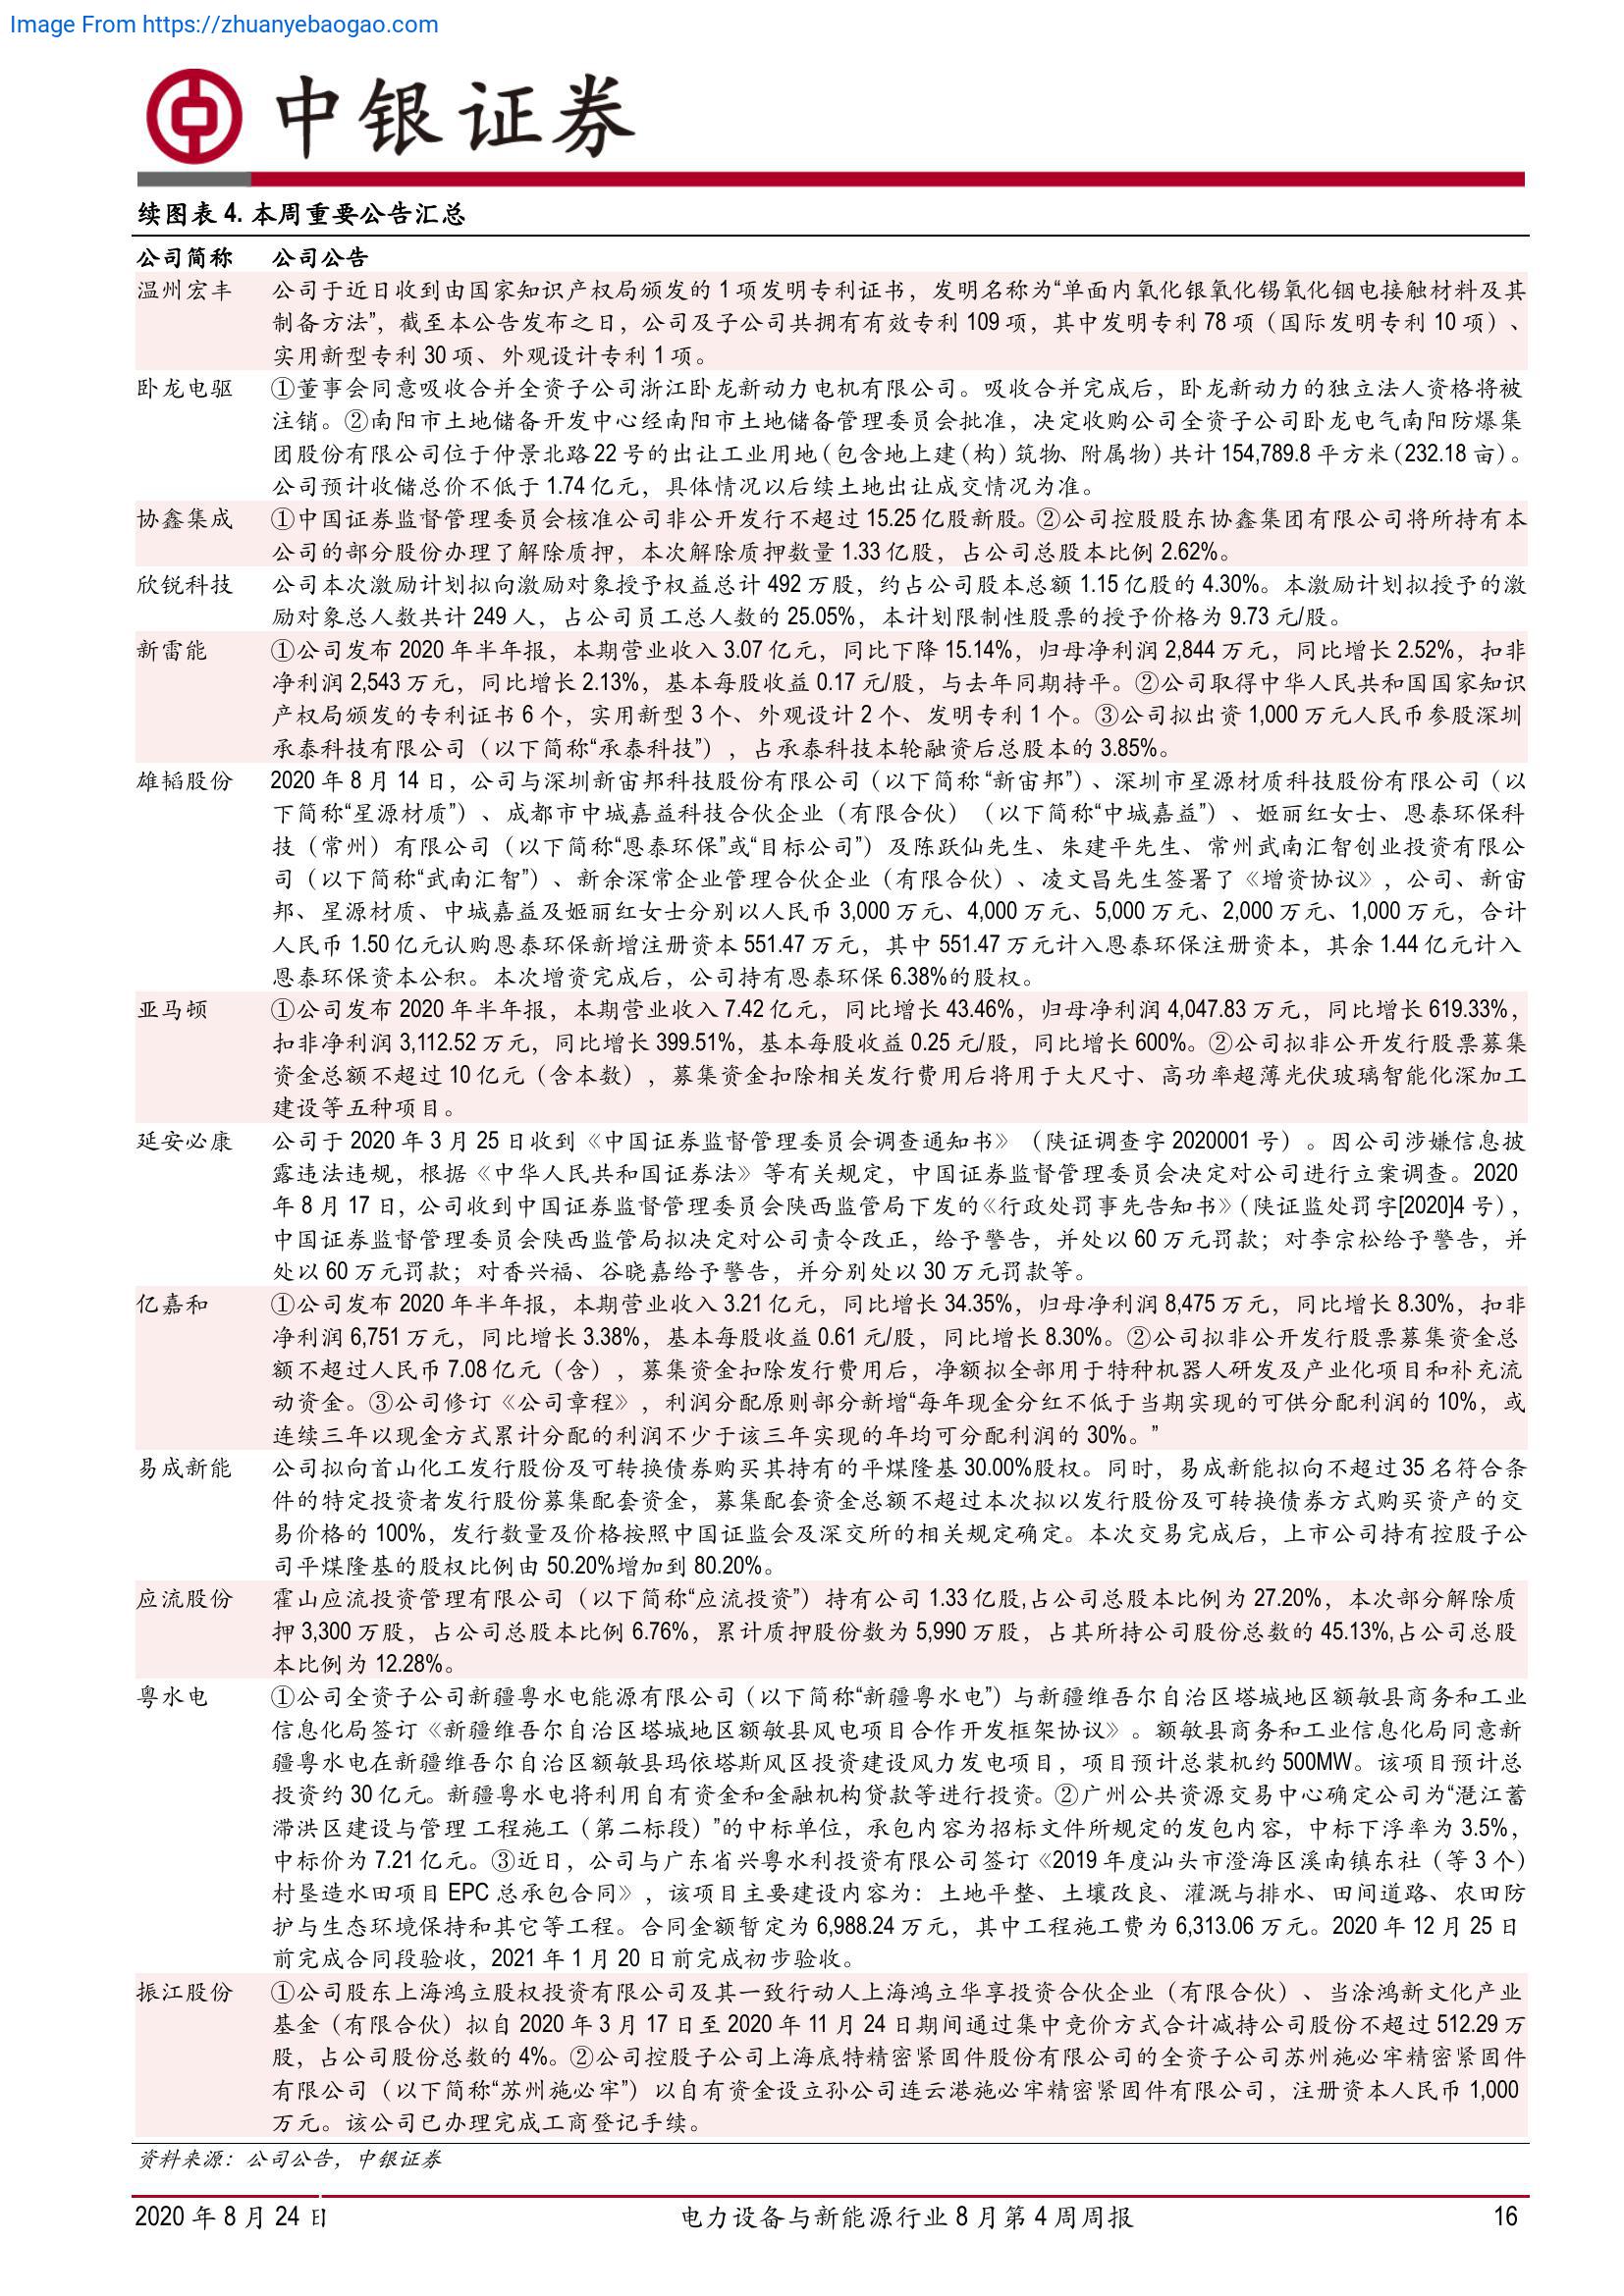 Image From https://zhuanyebaogao.com
中银证券
续图表 4. 本周重要公告汇总
公司简称 公司公告
温州宏丰 公司于近日收到由国家知识产权局颁发的 1 项发明专利证书，发明名称为“单面内氧化银氧化锡氧化铟电接触材料及其
制备方法”，截至本公告发布之日，公司及子公司共拥有有效专利 109 项，其中发明专利 78 项（国际发明专利 10 项）、
实用新型专利 30 项、外观设计专利 1 项。
卧龙电驱 ①董事会同意吸收合并全资子公司浙江卧龙新动力电机有限公司。吸收合并完成后，卧龙新动力的独立法人资格将被
注销。②南阳市土地储备开发中心经南阳市土地储备管理委员会批准，决定收购公司全资子公司卧龙电气南阳防爆集
团股份有限公司位于仲景北路 22 号的出让工业用地（包含地上建（构）筑物、附属物）共计 154,789.8 平方米（232.18 亩）。
公司预计收储总价不低于 1.74 亿元，具体情况以后续土地出让成交情况为准。
协鑫集成 ①中国证券监督管理委员会核准公司非公开发行不超过 15.25 亿股新股。②公司控股股东协鑫集团有限公司将所持有本
公司的部分股份办理了解除质押，本次解除质押数量 1.33 亿股，占公司总股本比例 2.62%。
欣锐科技 公司本次激励计划拟向激励对象授予权益总计 492 万股，约占公司股本总额 1.15 亿股的 4.30%。本激励计划拟授予的激
励对象总人数共计 249 人，占公司员工总人数的 25.05%，本计划限制性股票的授予价格为 9.73 元/股。
新雷能 ①公司发布 2020 年半年报，本期营业收入 3.07 亿元，同比下降 15.14%，归母净利润 2,844 万元，同比增长 2.52%，扣非
净利润 2,543 万元，同比增长 2.13%，基本每股收益 0.17 元/股，与去年同期持平。②公司取得中华人民共和国国家知识
产权局颁发的专利证书 6 个，实用新型 3 个、外观设计 2 个、发明专利 1 个。③公司拟出资 1,000 万元人民币参股深圳
承泰科技有限公司（以下简称“承泰科技”），占承泰科技本轮融资后总股本的 3.85%。
雄韬股份 2020 年 8 月 14 日，公司与深圳新宙邦科技股份有限公司（以下简称 “新宙邦”）、深圳市星源材质科技股份有限公司（以
下简称“星源材质”）、成都市中城嘉益科技合伙企业（有限合伙）（以下简称“中城嘉益”）、姬丽红女士、恩泰环保科
技（常州）有限公司（以下简称“恩泰环保”或“目标公司”）及陈跃仙先生、朱建平先生、常州武南汇智创业投资有限公
司（以下简称“武南汇智”）、新余深常企业管理合伙企业（有限合伙）、凌文昌先生签署了《增资协议》，公司、新宙
邦、星源材质、中城嘉益及姬丽红女士分别以人民币 3,000 万元、4,000 万元、5,000 万元、2,000 万元、1,000 万元，合计
人民币 1.50 亿元认购恩泰环保新增注册资本 551.47 万元，其中 551.47 万元计入恩泰环保注册资本，其余 1.44 亿元计入
恩泰环保资本公积。本次增资完成后，公司持有恩泰环保 6.38%的股权。
亚马顿 ①公司发布 2020 年半年报，本期营业收入 7.42 亿元，同比增长 43.46%，归母净利润 4,047.83 万元，同比增长 619.33%，
扣非净利润 3,112.52 万元，同比增长 399.51%，基本每股收益 0.25 元/股，同比增长 600%。②公司拟非公开发行股票募集
资金总额不超过 10 亿元（含本数），募集资金扣除相关发行费用后将用于大尺寸、高功率超薄光伏玻璃智能化深加工
建设等五种项目。
延安必康 公司于 2020 年 3 月 25 日收到《中国证券监督管理委员会调查通知书》（陕证调查字 2020001 号）。因公司涉嫌信息披
露违法违规，根据《中华人民共和国证券法》等有关规定，中国证券监督管理委员会决定对公司进行立案调查。2020
年 8 月 17 日，公司收到中国证券监督管理委员会陕西监管局下发的《行政处罚事先告知书》（陕证监处罚字[2020]4 号），
中国证券监督管理委员会陕西监管局拟决定对公司责令改正，给予警告，并处以 60 万元罚款；对李宗松给予警告，并
处以 60 万元罚款；对香兴福、谷晓嘉给予警告，并分别处以 30 万元罚款等。
亿嘉和 ①公司发布 2020 年半年报，本期营业收入 3.21 亿元，同比增长 34.35%，归母净利润 8,475 万元，同比增长 8.30%，扣非
净利润 6,751 万元，同比增长 3.38%，基本每股收益 0.61 元/股，同比增长 8.30%。②公司拟非公开发行股票募集资金总
额不超过人民币 7.08 亿元（含），募集资金扣除发行费用后，净额拟全部用于特种机器人研发及产业化项目和补充流
动资金。③公司修订《公司章程》，利润分配原则部分新增“每年现金分红不低于当期实现的可供分配利润的 10%，或
连续三年以现金方式累计分配的利润不少于该三年实现的年均可分配利润的 30%。”
易成新能 公司拟向首山化工发行股份及可转换债券购买其持有的平煤隆基 30.00%股权。同时，易成新能拟向不超过 35 名符合条
件的特定投资者发行股份募集配套资金，募集配套资金总额不超过本次拟以发行股份及可转换债券方式购买资产的交
易价格的 100%，发行数量及价格按照中国证监会及深交所的相关规定确定。本次交易完成后，上市公司持有控股子公
司平煤隆基的股权比例由 50.20%增加到 80.20%。
应流股份 霍山应流投资管理有限公司（以下简称“应流投资”）持有公司 1.33 亿股,占公司总股本比例为 27.20%，本次部分解除质
押 3,300 万股，占公司总股本比例 6.76%，累计质押股份数为 5,990 万股，占其所持公司股份总数的 45.13%,占公司总股
本比例为 12.28%。
粤水电 ①公司全资子公司新疆粤水电能源有限公司（以下简称“新疆粤水电”）与新疆维吾尔自治区塔城地区额敏县商务和工业
信息化局签订《新疆维吾尔自治区塔城地区额敏县风电项目合作开发框架协议》。额敏县商务和工业信息化局同意新
疆粤水电在新疆维吾尔自治区额敏县玛依塔斯风区投资建设风力发电项目，项目预计总装机约 500MW。该项目预计总
投资约 30 亿元。新疆粤水电将利用自有资金和金融机构贷款等进行投资。②广州公共资源交易中心确定公司为“潖江蓄
滞洪区建设与管理 工程施工（第二标段）”的中标单位，承包内容为招标文件所规定的发包内容，中标下浮率为 3.5%，
中标价为 7.21 亿元。③近日，公司与广东省兴粤水利投资有限公司签订《2019 年度汕头市澄海区溪南镇东社（等 3 个）
村垦造水田项目 EPC 总承包合同》，该项目主要建设内容为：土地平整、土壤改良、灌溉与排水、田间道路、农田防
护与生态环境保持和其它等工程。合同金额暂定为 6,988.24 万元，其中工程施工费为 6,313.06 万元。2020 年 12 月 25 日
前完成合同段验收，2021 年 1 月 20 日前完成初步验收。
振江股份 ①公司股东上海鸿立股权投资有限公司及其一致行动人上海鸿立华享投资合伙企业（有限合伙）、当涂鸿新文化产业
基金（有限合伙）拟自 2020 年 3 月 17 日至 2020 年 11 月 24 日期间通过集中竞价方式合计减持公司股份不超过 512.29 万
股，占公司股份总数的 4%。②公司控股子公司上海底特精密紧固件股份有限公司的全资子公司苏州施必牢精密紧固件
有限公司（以下简称“苏州施必牢”）以自有资金设立孙公司连云港施必牢精密紧固件有限公司，注册资本人民币 1,000
万元。该公司已办理完成工商登记手续。
资料来源：公司公告，中银证券
2020 年 8 月 24 日 电力设备与新能源行业 8 月第 4 周周报 16